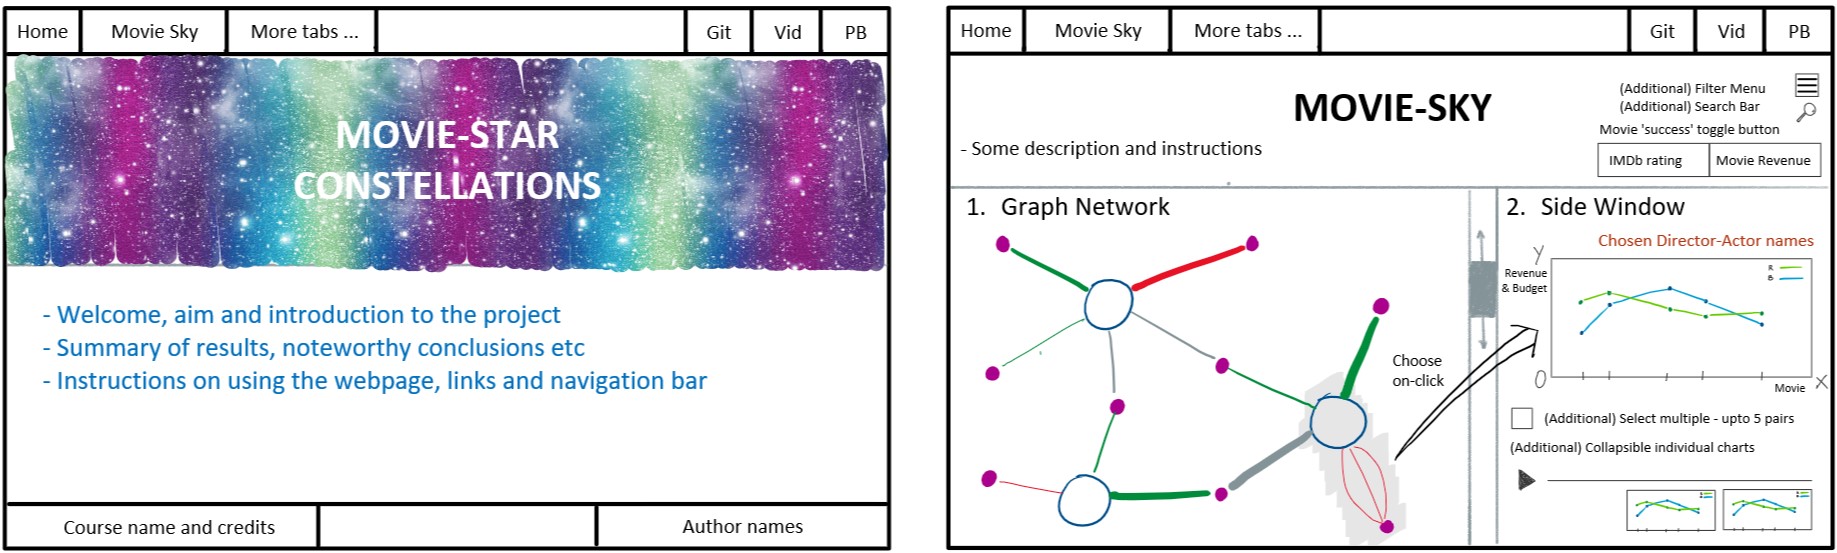 Home
Movie Sky
More tabs ...
Git
Vid
PB
MOVIE-STAR
CONSTELLATIONS
- Welcome, aim and introduction to the project
- Summary of results, noteworthy conclusions etc
- Instructions on using the webpage, links and navigation bar
Course name and credits
Author names
Home
Movie Sky
More tabs ...
Git
Vid
PB
MOVIE-SKY
(Additional) Filter Menu
(Additional) Search Bar
Movie 'success' toggle button
IMDb rating
Movie Revenue
- Some description and instructions
1. Graph Network
Choose
on-click
2. Side Window
Chosen Director-Actor names
Y
Revenue
& Budget
R
B
0
Movie X
(Additional) Select multiple - upto 5 pairs
(Additional) Collapsible individual charts